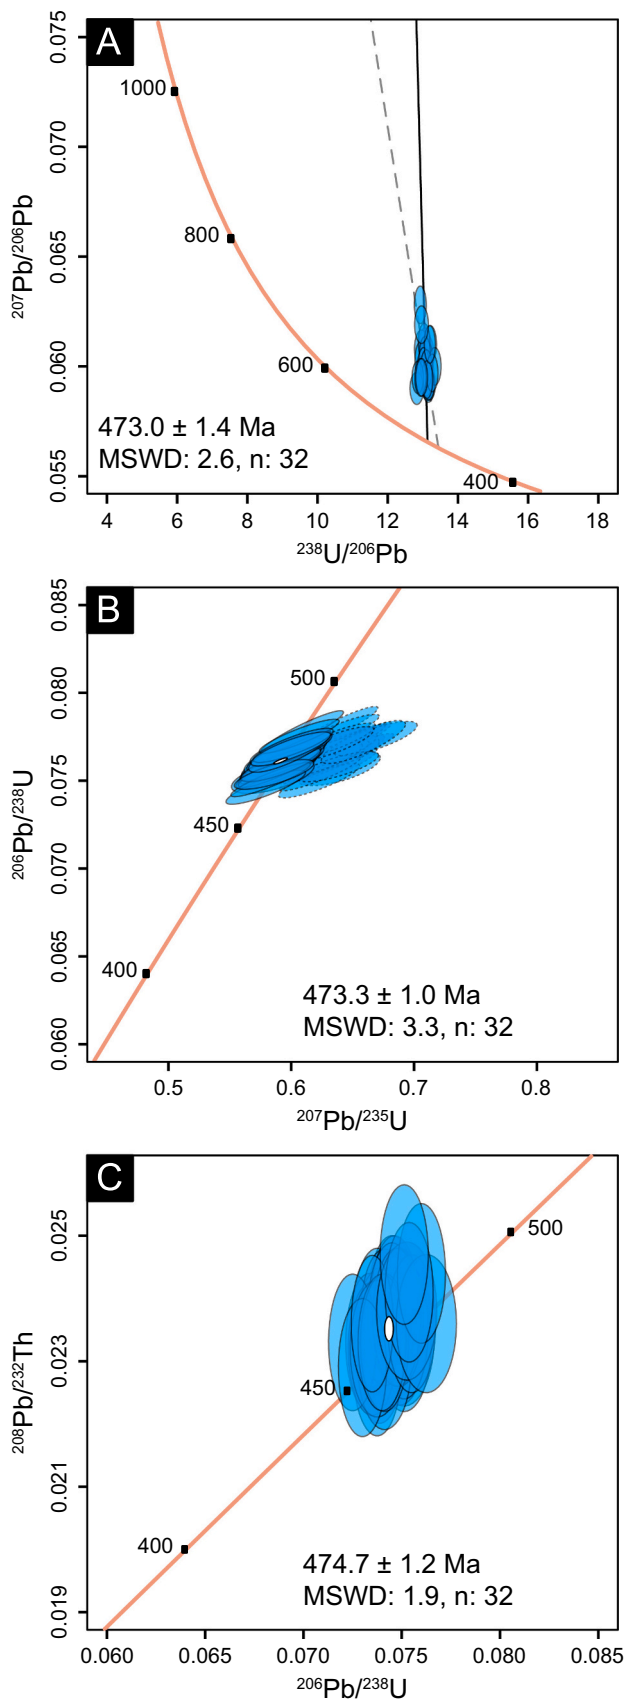 A
0.075
0.070
0.065
0.060
0.055
²⁰⁷Pb/²⁰⁶Pb
1000
800
600
400
473.0 ± 1.4 Ma
MSWD: 2.6, n: 32
4 6 8 10 12 14 16 18
²³⁸U/²⁰⁶Pb
B
0.085
0.080
0.075
0.070
0.065
0.060
²⁰⁶Pb/²³⁸U
500
450
400
473.3 ± 1.0 Ma
MSWD: 3.3, n: 32
0.5 0.6 0.7 0.8
²⁰⁷Pb/²³⁵U
C
0.025
0.023
0.021
0.019
²⁰⁸Pb/²³²Th
500
450
400
474.7 ± 1.2 Ma
MSWD: 1.9, n: 32
0.060 0.065 0.070 0.075 0.080 0.085
²⁰⁶Pb/²³⁸U